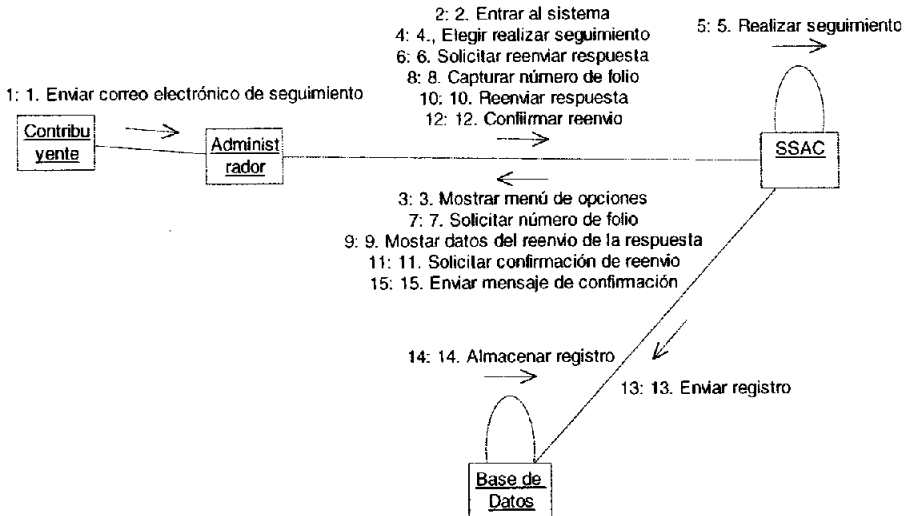 2: 2. Entrar al sistema
4: 4., Elegir realizar seguimiento
6: 6. Solicitar reenviar respuesta
8: 8. Capturar número de folio
10: 10. Reenviar respuesta
12: 12. Confiirmar reenvio
5: 5. Realizar seguimiento
1: 1. Enviar correo electrónico de seguimiento
Contribu
yente
Administ
rador
SSAC
3: 3. Mostrar menú de opciones
7: 7. Solicitar número de folio
9: 9. Mostar datos del reenvio de la respuesta
11: 11. Solicitar confirmación de reenvio
15: 15. Enviar mensaje de confirmación
14: 14. Almacenar registro
13: 13. Enviar registro
Base de
Datos